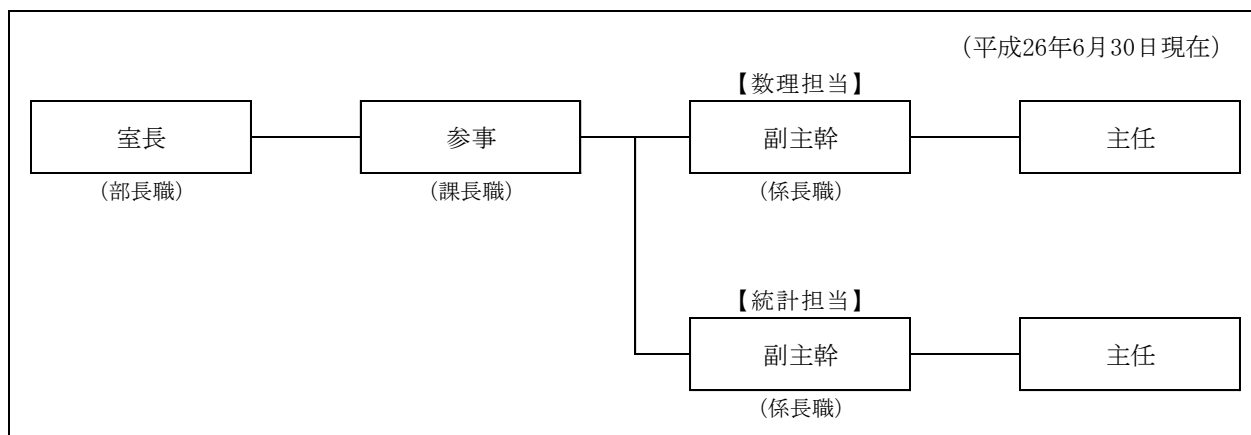 (平成26年6月30日現在)
【数理担当】
室長
参事
副主幹
主任
(部長職)
(課長職)
(係長職)
【統計担当】
副主幹
主任
(係長職)